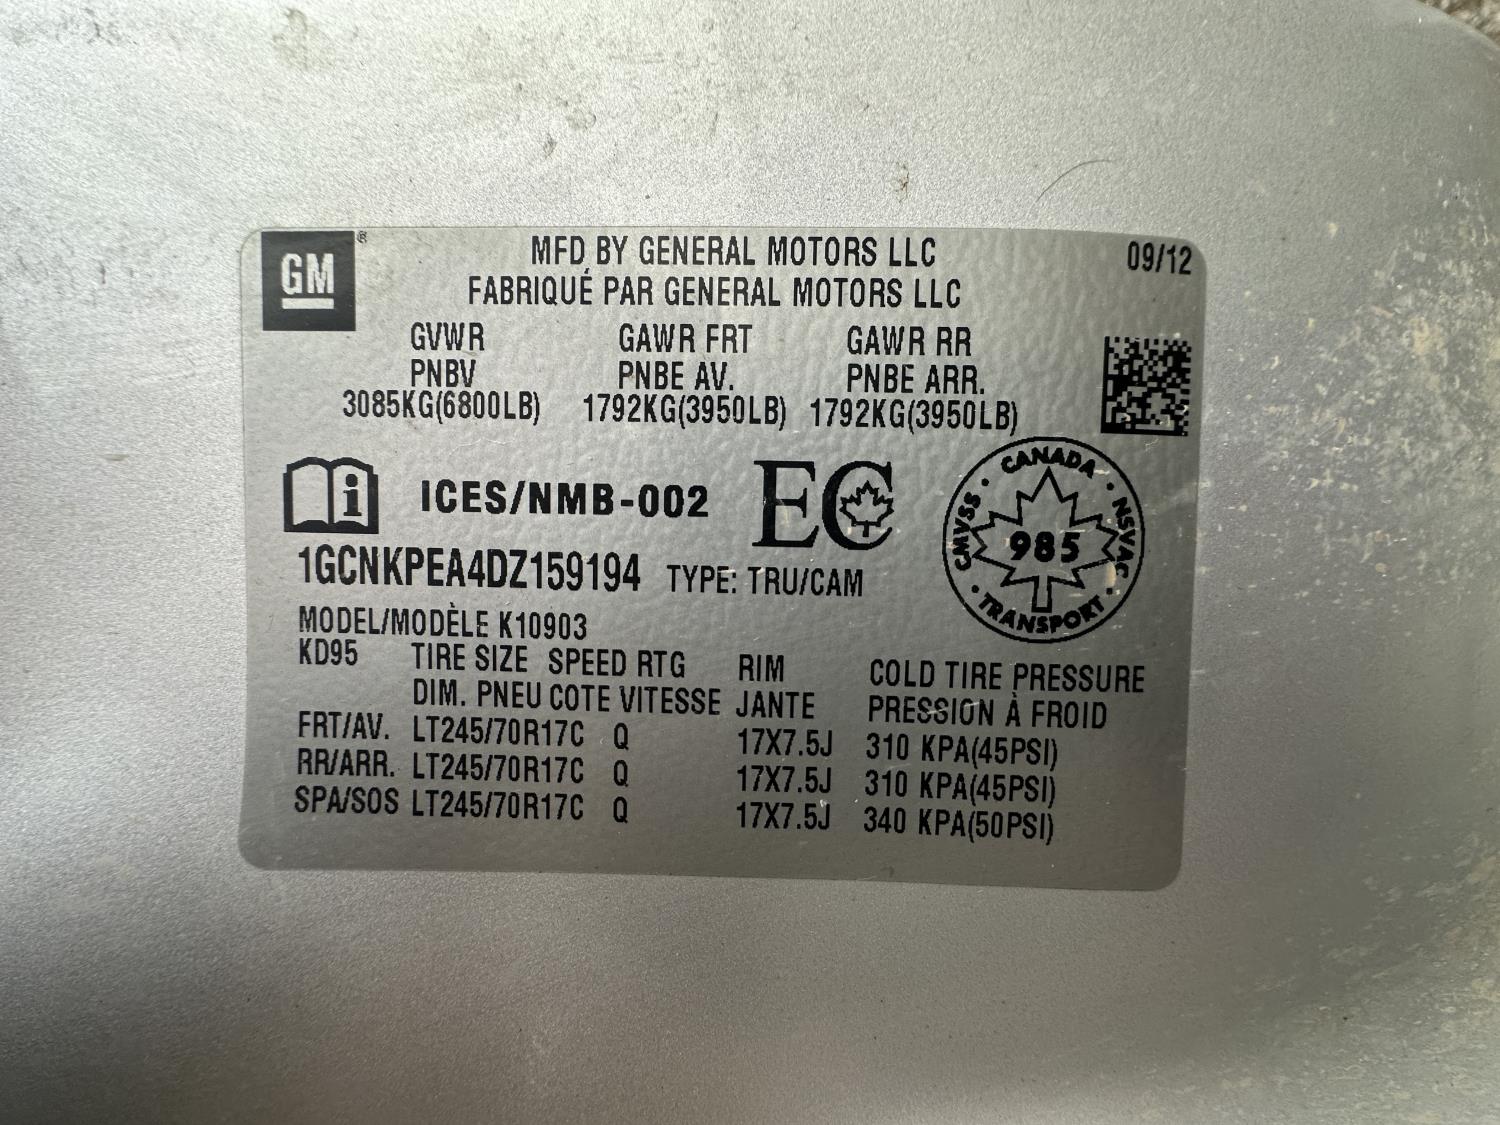 GM®
MFD BY GENERAL MOTORS LLC 09/12
FABRIQUÉ PAR GENERAL MOTORS LLC
GVWR GAWR FRT GAWR RR
PNBV PNBE AV. PNBE ARR.
3085KG(6800LB) 1792KG(3950LB) 1792KG(3950LB)
i ICES/NMB-002 EC
CANADA · NSVAC · TRANSPORT · CMVSS ·
985
1GCNKPEA4DZ159194 TYPE: TRU/CAM
MODEL/MODÈLE K10903
KD95 TIRE SIZE SPEED RTG RIM COLD TIRE PRESSURE
DIM. PNEU COTE VITESSE JANTE PRESSION À FROID
FRT/AV. LT245/70R17C Q 17X7.5J 310 KPA(45PSI)
RR/ARR. LT245/70R17C Q 17X7.5J 310 KPA(45PSI)
SPA/SOS LT245/70R17C Q 17X7.5J 340 KPA(50PSI)